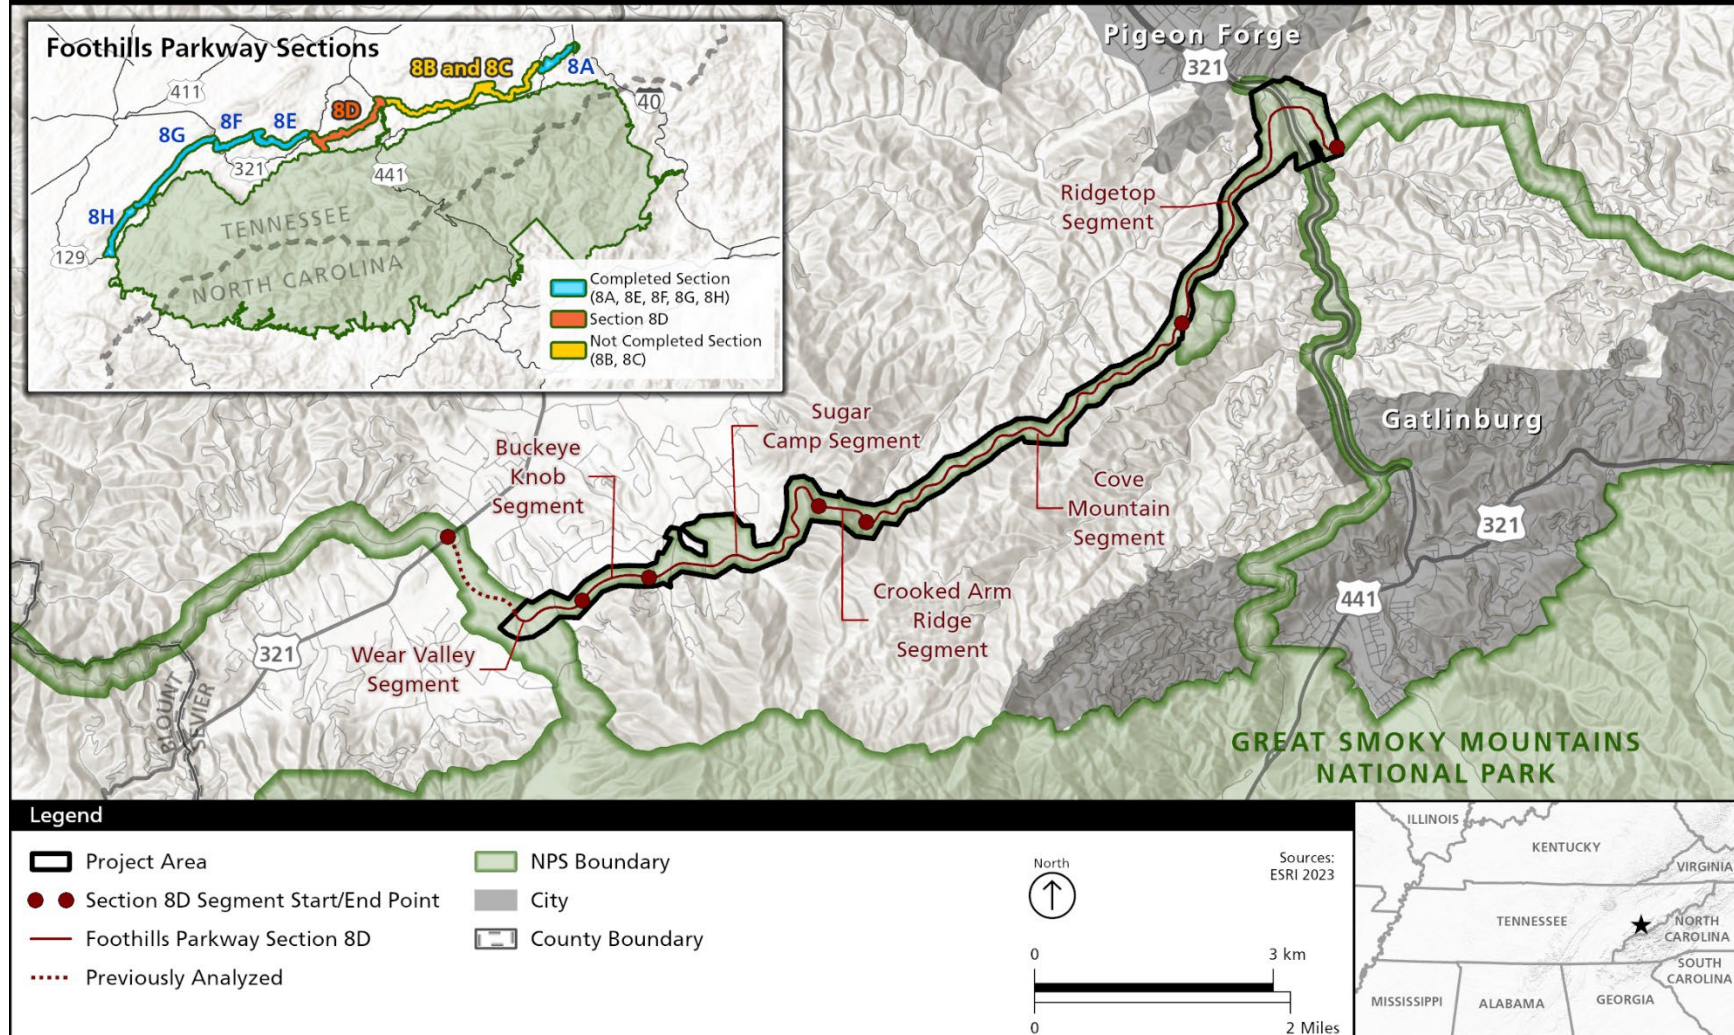 Foothills Parkway Sections
8B and 8C
8A
411
40
8D
8E
8F
8G
321
441
8H
129
TENNESSEE
NORTH CAROLINA
Completed Section
(8A, 8E, 8F, 8G, 8H)
Section 8D
Not Completed Section
(8B, 8C)
Pigeon Forge
321
Ridgetop
Segment
Gatlinburg
Sugar
Camp Segment
Buckeye
Knob
Segment
Cove
Mountain
Segment
321
Crooked Arm
Ridge
Segment
441
321
Wear Valley
Segment
BLOUNT
SEVIER
GREAT SMOKY MOUNTAINS
NATIONAL PARK
Legend
Project Area
Section 8D Segment Start/End Point
Foothills Parkway Section 8D
Previously Analyzed
NPS Boundary
City
County Boundary
North
Sources:
ESRI 2023
0
3 km
0
2 Miles
ILLINOIS
KENTUCKY
VIRGINIA
TENNESSEE
NORTH
CAROLINA
SOUTH
CAROLINA
MISSISSIPPI
ALABAMA
GEORGIA